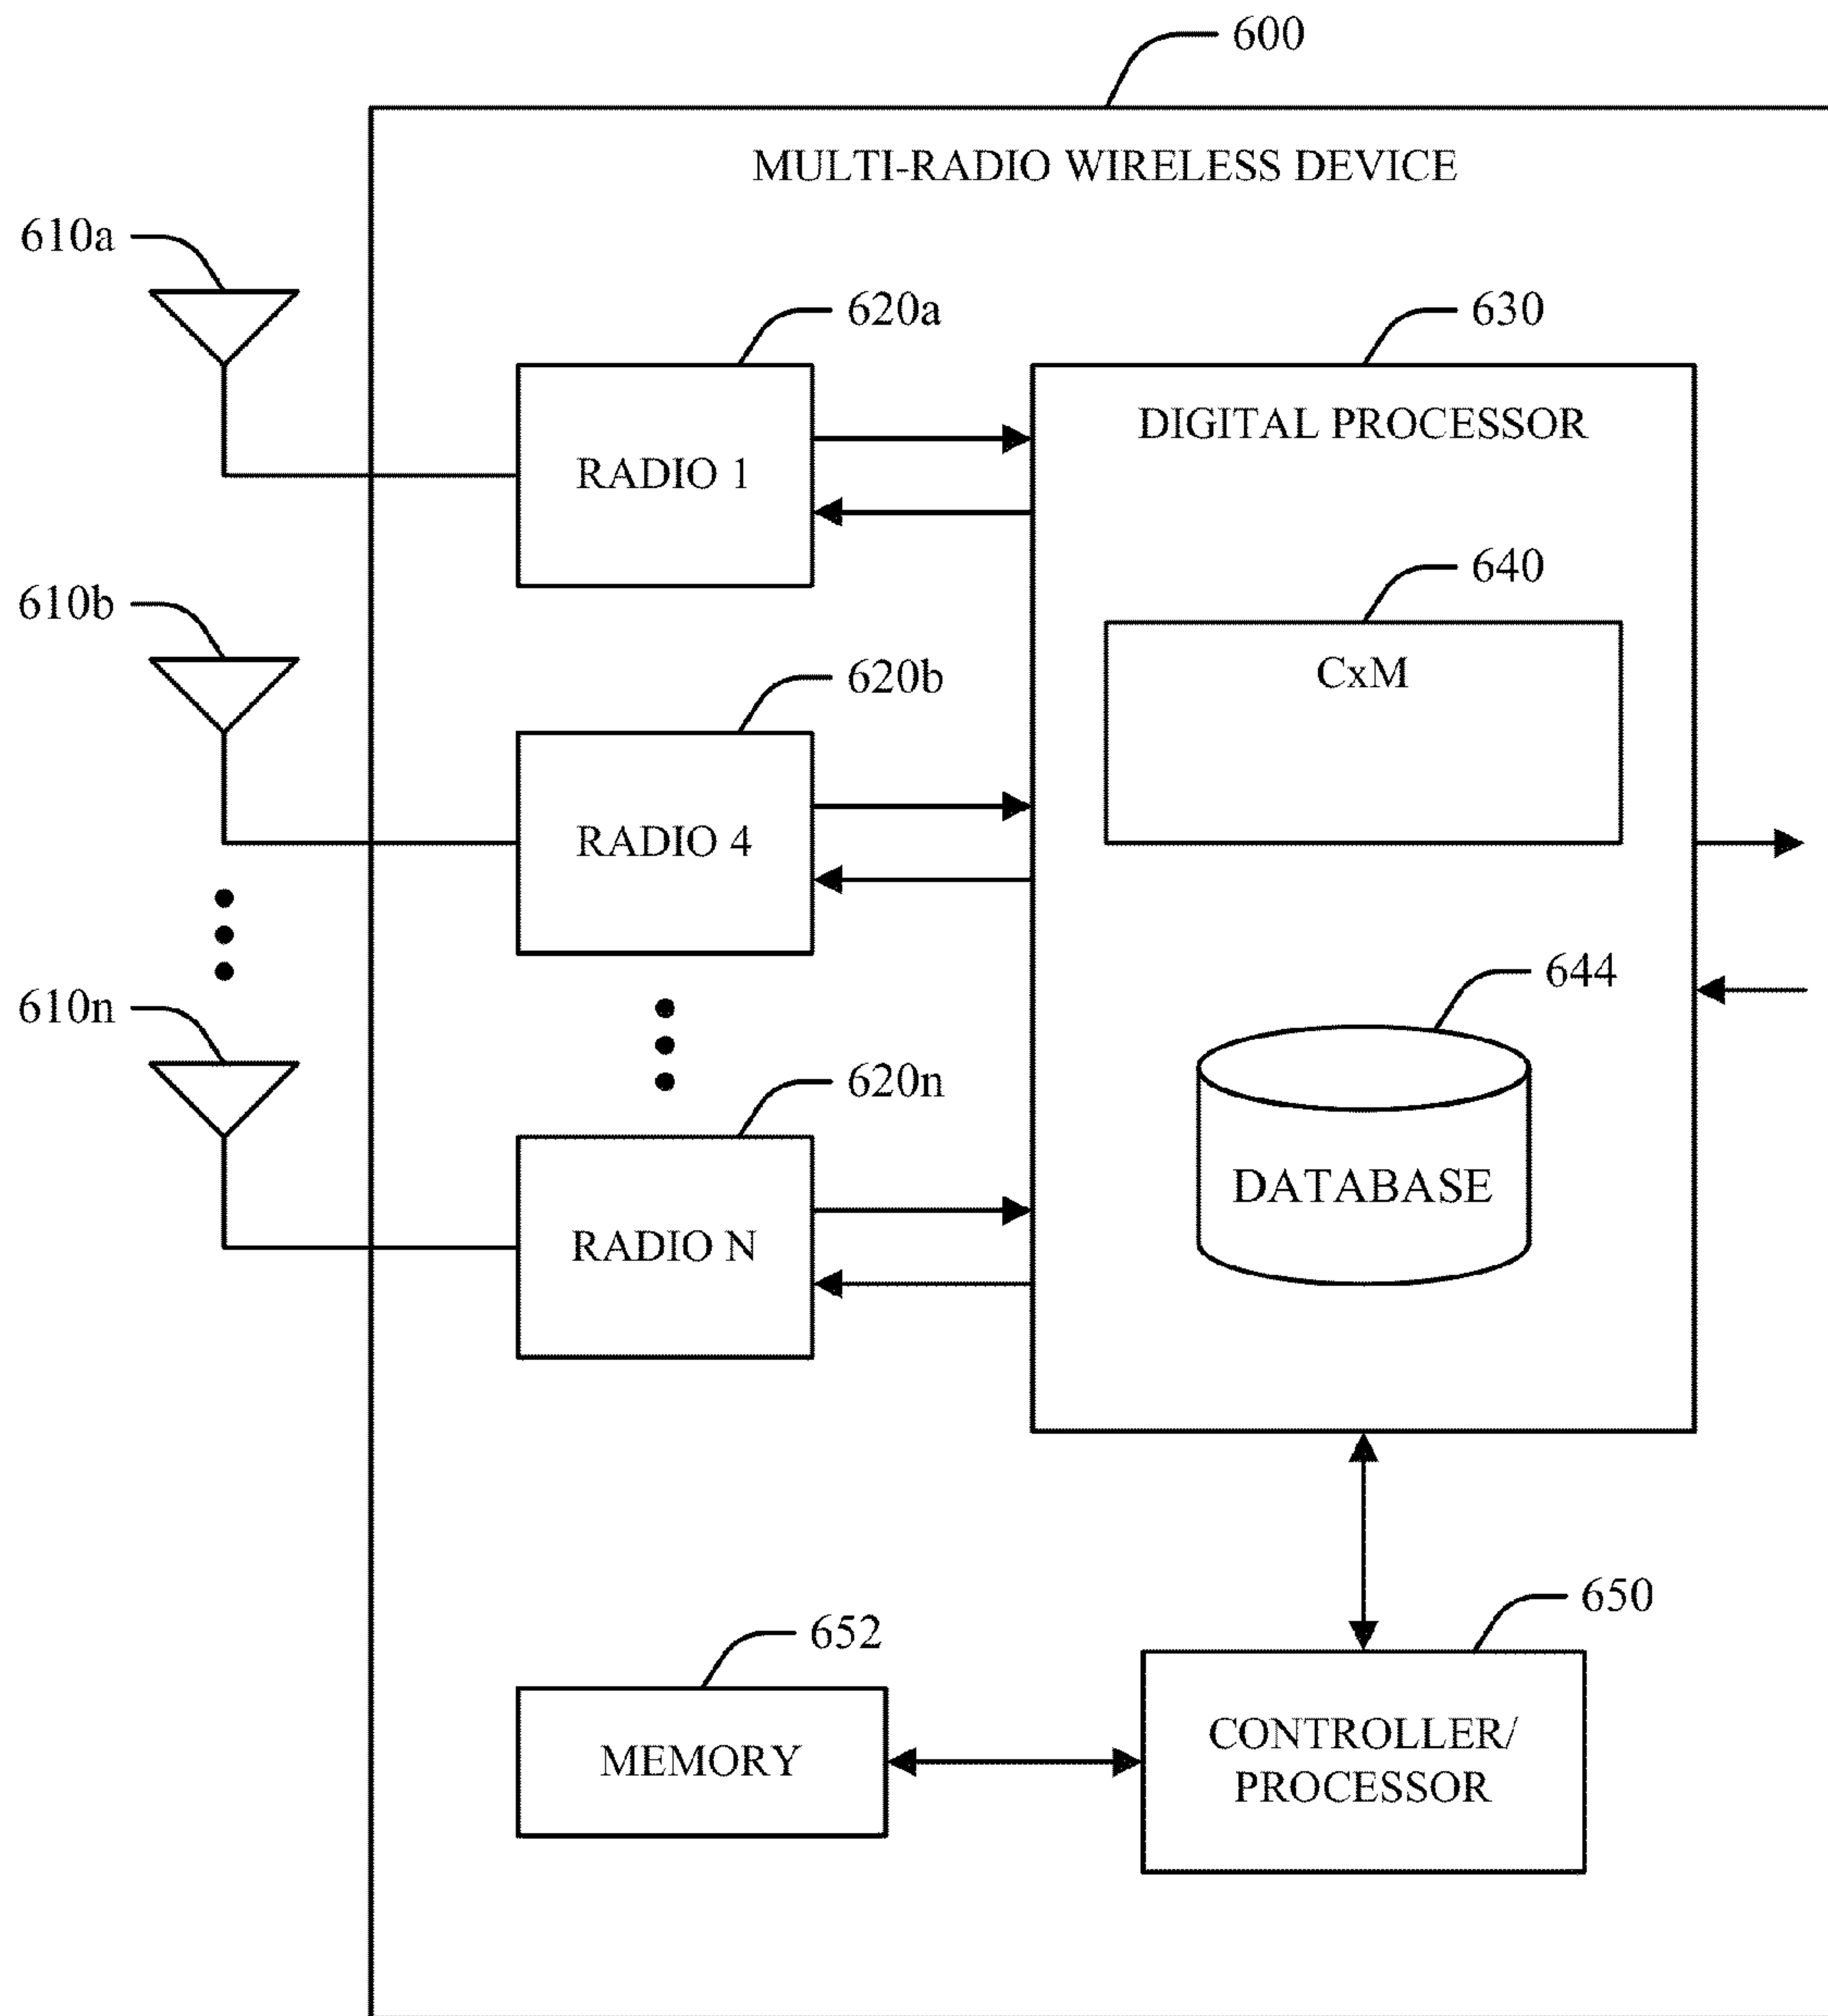 600
MULTI-RADIO WIRELESS DEVICE
610a
620a
630
RADIO 1
DIGITAL PROCESSOR
640
CxM
610b
620b
RADIO 4
644
DATABASE
610n
620n
RADIO N
650
652
MEMORY
CONTROLLER/
PROCESSOR